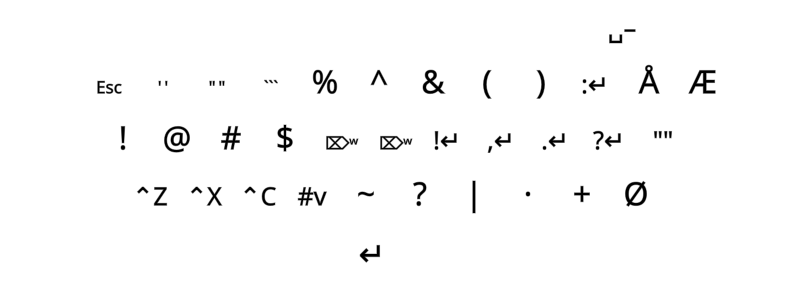 ␣‾
Esc '' "" ``` % ^ & ( ) :↵ Å Æ
! @ # $ ⌦w ⌦w !↵ ,↵ .↵ ?↵ ""
^Z ^X ^C #v ~ ? | · + Ø
↵